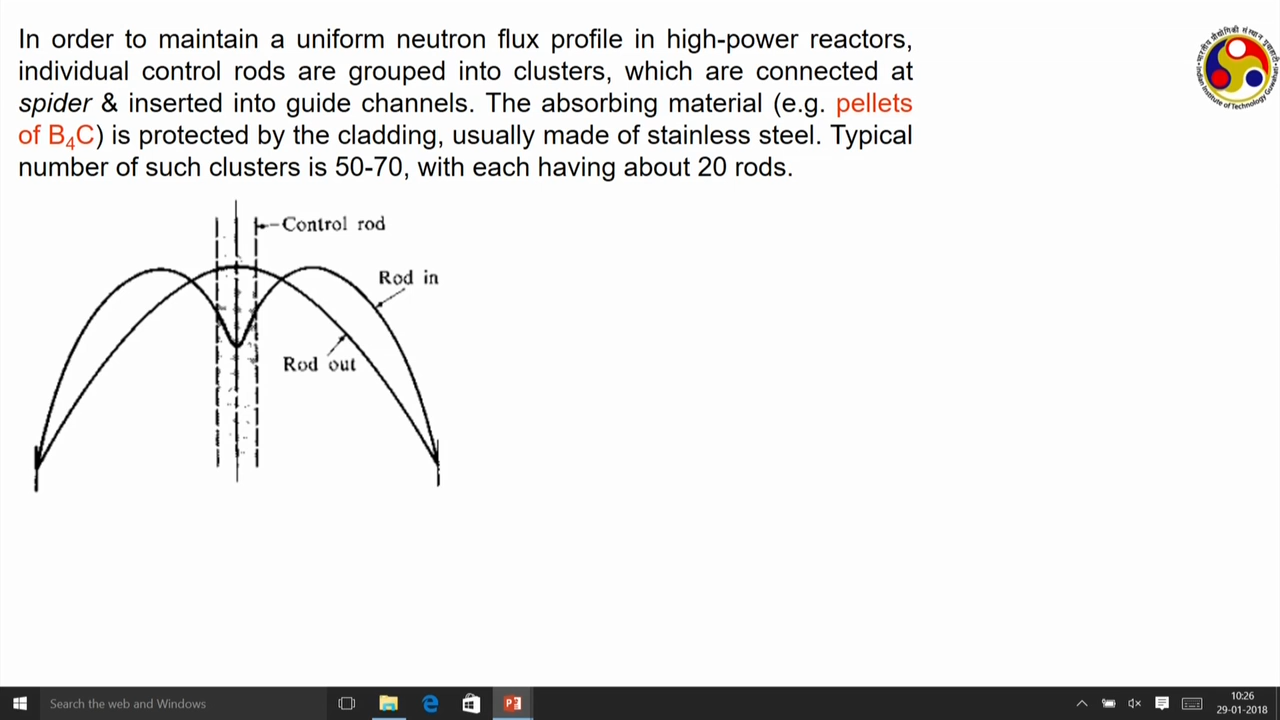 In order to maintain a uniform neutron flux profile in high-power reactors,
individual control rods are grouped into clusters, which are connected at
spider & inserted into guide channels. The absorbing material (e.g. pellets
of B₄C) is protected by the cladding, usually made of stainless steel. Typical
number of such clusters is 50-70, with each having about 20 rods.
Control rod
Rod in
Rod out
Search the web and Windows
10:26
29-01-2018